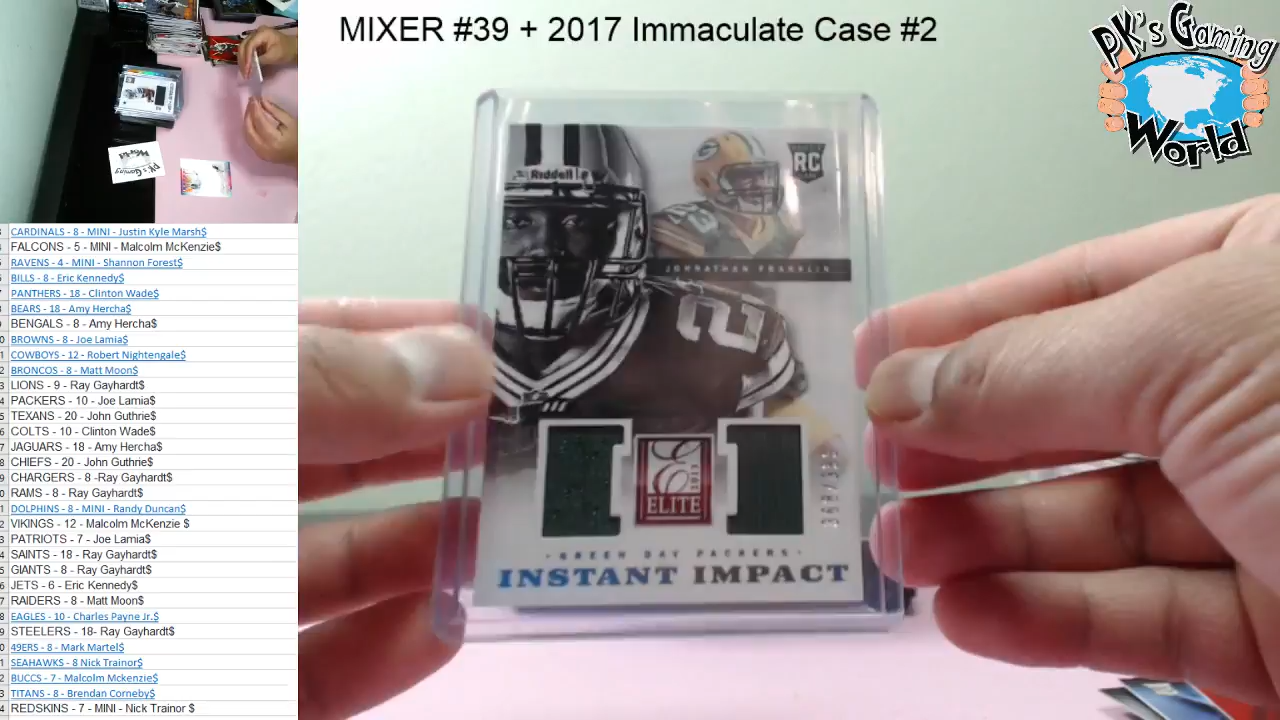 MIXER #39 + 2017 Immaculate Case #2
PK's Gaming
World
CARDINALS - 8 - MINI - Justin Kyle Marsh$
FALCONS - 5 - MINI - Malcolm McKenzie$
RAVENS - 4 - MINI - Shannon Forest$
BILLS - 8 - Eric Kennedy$
PANTHERS - 18 - Clinton Wade$
BEARS - 18 - Amy Hercha$
BENGALS - 8 - Amy Hercha$
BROWNS - 8 - Joe Lamia$
COWBOYS - 12 - Robert Nightengale$
BRONCOS - 8 - Matt Moon$
LIONS - 9 - Ray Gayhardt$
PACKERS - 10 - Joe Lamia$
TEXANS - 20 - John Guthrie$
COLTS - 10 - Clinton Wade$
JAGUARS - 18 - Amy Hercha$
CHIEFS - 20 - John Guthrie$
CHARGERS - 8 -Ray Gayhardt$
RAMS - 8 - Ray Gayhardt$
DOLPHINS - 8 - MINI - Randy Duncan$
VIKINGS - 12 - Malcolm McKenzie $
PATRIOTS - 7 - Joe Lamia$
SAINTS - 18 - Ray Gayhardt$
GIANTS - 8 - Ray Gayhardt$
JETS - 6 - Eric Kennedy$
RAIDERS - 8 - Matt Moon$
EAGLES - 10 - Charles Payne Jr.$
STEELERS - 18- Ray Gayhardt$
49ERS - 8 - Mark Martel$
SEAHAWKS - 8 Nick Trainor$
BUCCS - 7 - Malcolm Mckenzie$
TITANS - 8 - Brendan Corneby$
REDSKINS - 7 - MINI - Nick Trainor $
Riddell
RC
JOHNATHAN FRANKLIN
2
E
2013
ELITE
GREEN BAY PACKERS
INSTANT IMPACT